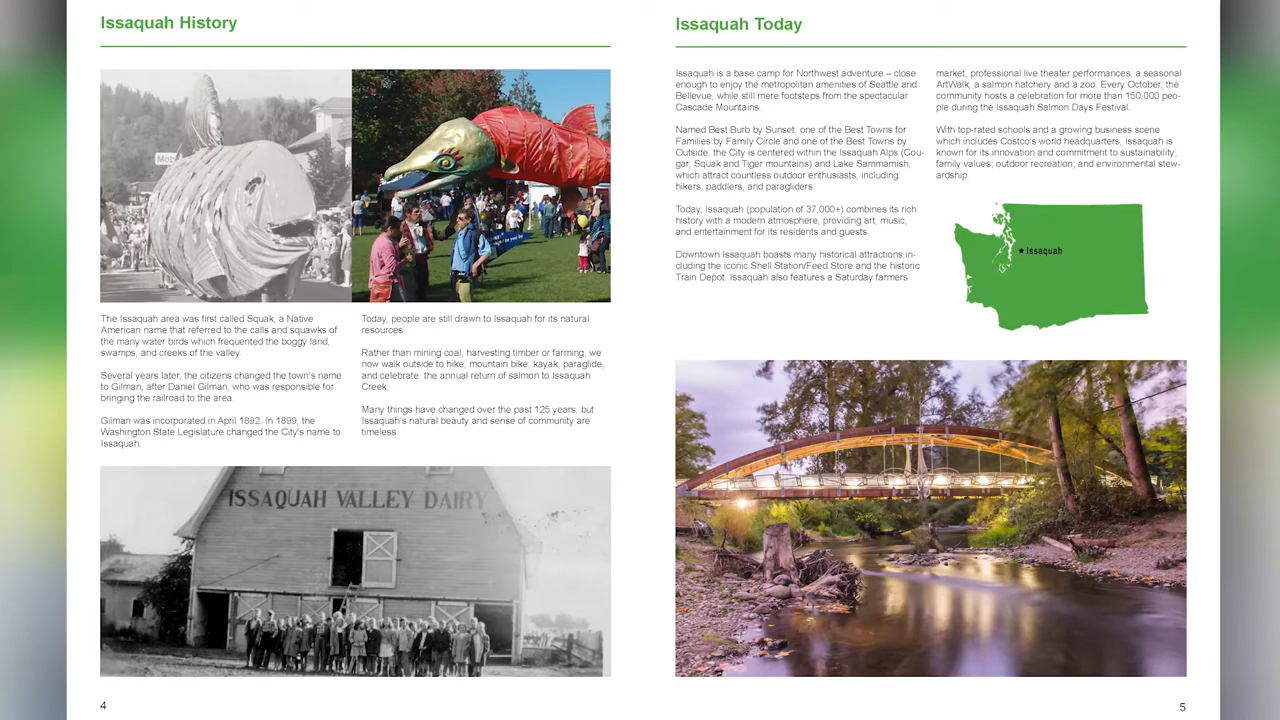 Issaquah History
Mob
The Issaquah area was first called Squak, a Native
American name that referred to the calls and squawks of
the many water birds which frequented the boggy land,
swamps, and creeks of the valley.
Several years later, the citizens changed the town's name
to Gilman, after Daniel Gilman, who was responsible for
bringing the railroad to the area.
Gilman was incorporated in April 1892. In 1899, the
Washington State Legislature changed the City's name to
Issaquah.
Today, people are still drawn to Issaquah for its natural
resources.
Rather than mining coal, harvesting timber or farming, we
now walk outside to hike, mountain bike, kayak, paraglide,
and celebrate the annual return of salmon to Issaquah
Creek.
Many things have changed over the past 125 years, but
Issaquah's natural beauty and sense of community are
timeless.
ISSAQUAH VALLEY DAIRY
4
Issaquah Today
Issaquah is a base camp for Northwest adventure -- close
enough to enjoy the metropolitan amenities of Seattle and
Bellevue, while still mere footsteps from the spectacular
Cascade Mountains.
Named Best Burb by Sunset, one of the Best Towns for
Families by Family Circle and one of the Best Towns by
Outside, the City is centered within the Issaquah Alps (Cou-
gar, Squak and Tiger mountains) and Lake Sammamish,
which attract countless outdoor enthusiasts, including
hikers, paddlers, and paragliders.
Today, Issaquah (population of 37,000+) combines its rich
history with a modern atmosphere, providing art, music,
and entertainment for its residents and guests.
Downtown Issaquah boasts many historical attractions in-
cluding the iconic Shell Station/Feed Store and the historic
Train Depot. Issaquah also features a Saturday farmers
market, professional live theater performances, a seasonal
ArtWalk, a salmon hatchery and a zoo. Every October, the
community hosts a celebration for more than 150,000 peo-
ple during the Issaquah Salmon Days Festival.
With top-rated schools and a growing business scene
which includes Costco's world headquarters, Issaquah is
known for its innovation and commitment to sustainability;
family values; outdoor recreation; and environmental stew-
ardship.
Issaquah
5